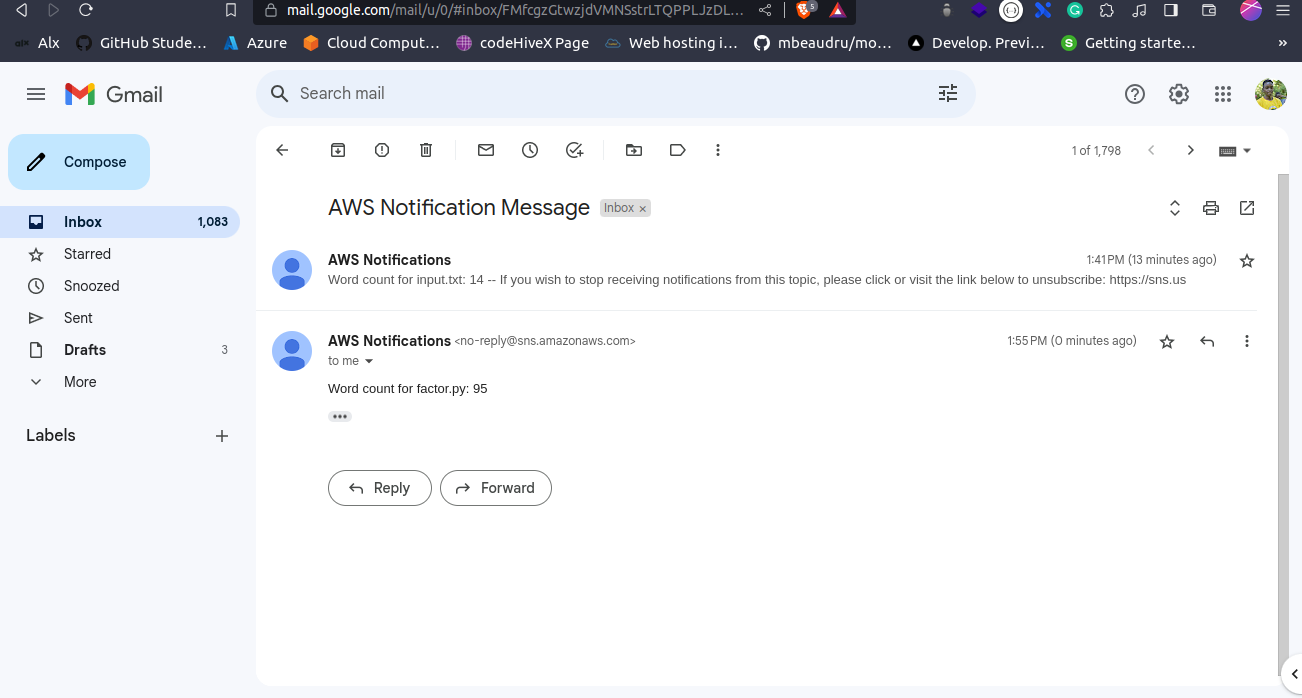 mail.google.com/mail/u/0/#inbox/FMfcgzGtwzjdVMNSstrLTQPPLJzDL...
5
alx Alx GitHub Stude... Azure Cloud Comput... codeHiveX Page Web hosting i... mbeaudru/mo... Develop. Previ... Getting starte... »
Gmail
Search mail
Compose
1 of 1,798
Inbox 1,083
Starred
Snoozed
Sent
Drafts 3
More
Labels
AWS Notification Message Inbox ×
AWS Notifications 1:41 PM (13 minutes ago)
Word count for input.txt: 14 -- If you wish to stop receiving notifications from this topic, please click or visit the link below to unsubscribe: https://sns.us
AWS Notifications <no-reply@sns.amazonaws.com> 1:55 PM (0 minutes ago)
to me
Word count for factor.py: 95
Reply Forward